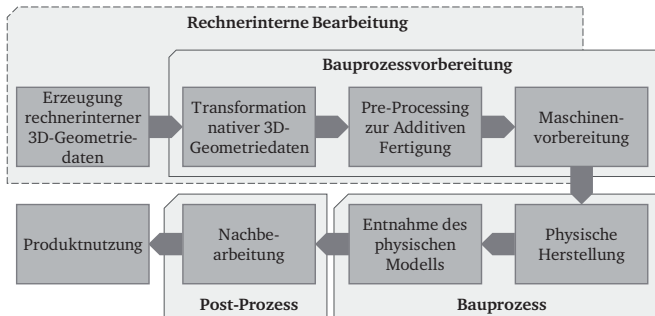 Rechnerinterne Bearbeitung
Bauprozessvorbereitung
Erzeugung
rechnerinterner
3D-Geometrie-
daten
Transformation
nativer 3D-
Geometriedaten
Pre-Processing
zur Additiven
Fertigung
Maschinen-
vorbereitung
Physische
Herstellung
Entnahme des
physischen
Modells
Nachbe-
arbeitung
Produktnutzung
Post-Prozess
Bauprozess